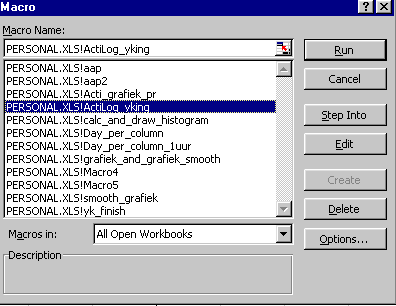 Macro
Macro Name:
PERSONAL.XLS!ActiLog_yking
Run
PERSONAL.XLS!aap
PERSONAL.XLS!aap2
Cancel
PERSONAL.XLS!Acti_grafiek_pr
PERSONAL.XLS!ActiLog_yking
PERSONAL.XLS!calc_and_draw_histogram
Step Into
PERSONAL.XLS!Day_per_column
PERSONAL.XLS!Day_per_column_1uur
Edit
PERSONAL.XLS!grafiek_and_grafiek_smooth
PERSONAL.XLS!Macro4
PERSONAL.XLS!Macro5
Create
PERSONAL.XLS!smooth_grafiek
PERSONAL.XLS!yk_finish
Delete
Macros in:
All Open Workbooks
Options...
Description